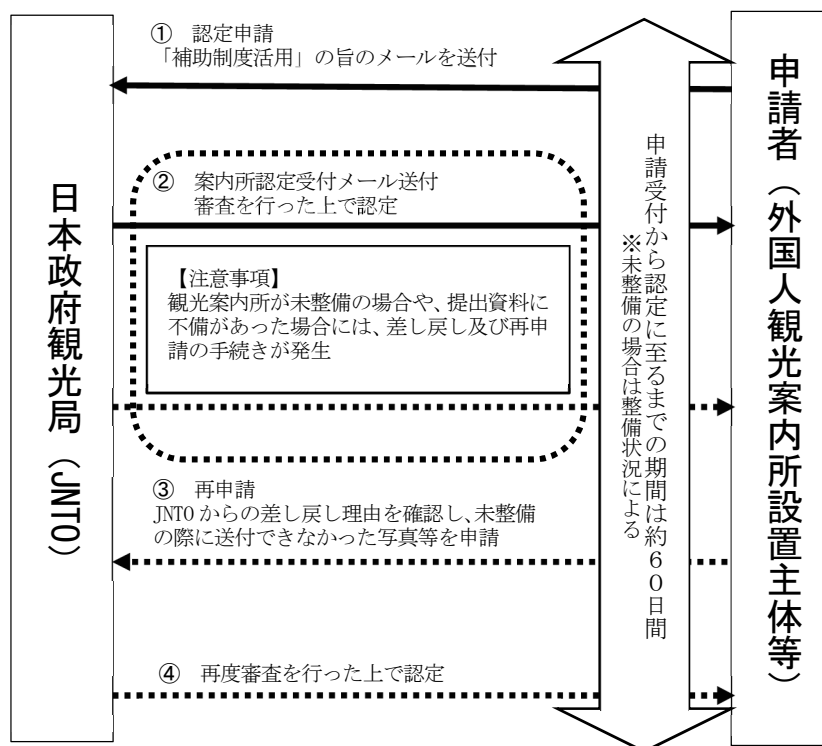 ① 認定申請
「補助制度活用」の旨のメールを送付
日本政府観光局（JNTO）
申請者（外国人観光案内所設置主体等）
申請受付から認定に至るまでの期間は約60日間
※未整備の場合は整備状況による
② 案内所認定受付メール送付
審査を行った上で認定
【注意事項】
観光案内所が未整備の場合や、提出資料に
不備があった場合には、差し戻し及び再申
請の手続きが発生
③ 再申請
JNTOからの差し戻し理由を確認し、未整備
の際に送付できなかった写真等を申請
④ 再度審査を行った上で認定